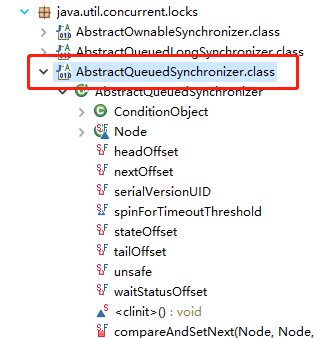 java.util.concurrent.locks
AbstractOwnableSynchronizer.class
AbstractQueuedLongSynchronizer.class
AbstractQueuedSynchronizer.class
AbstractQueuedSynchronizer
ConditionObject
Node
headOffset
nextOffset
serialVersionUID
spinForTimeoutThreshold
stateOffset
tailOffset
unsafe
waitStatusOffset
<clinit>() : void
compareAndSetNext(Node, Node,